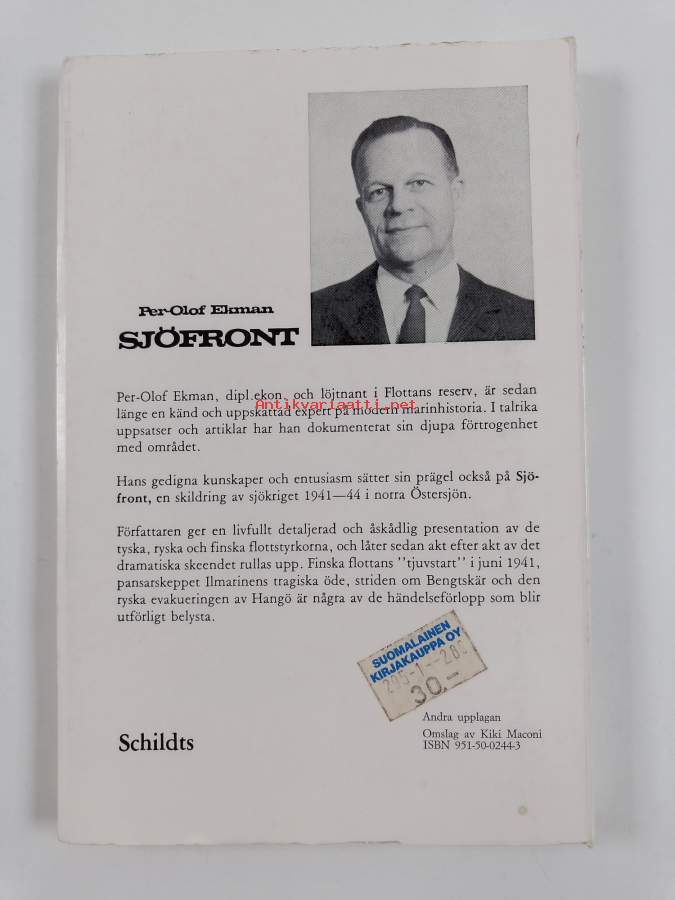 Per-Olof Ekman
SJÖFRONT
Per-Olof Ekman, dipl.ekon. och löjtnant i Flottans reserv, är sedan
länge en känd och uppskattad expert på modern marinhistoria. I talrika
Antikvariaatti.net
uppsatser och artiklar har han dokumenterat sin djupa förtrogenhet
med området.
Hans gedigna kunskaper och entusiasm sätter sin prägel också på Sjö-
front, en skildring av sjökriget 1941—44 i norra Östersjön.
Författaren ger en livfullt detaljerad och åskådlig presentation av de
tyska, ryska och finska flottstyrkorna, och låter sedan akt efter akt av det
dramatiska skeendet rullas upp. Finska flottans ''tjuvstart'' i juni 1941,
pansarskeppet Ilmarinens tragiska öde, striden om Bengtskär och den
ryska evakueringen av Hangö är några av de händelseförlopp som blir
utförligt belysta.
SUOMALAINEN
KIRJAKAUPPA OY
30.-
Andra upplagan
Schildts
Omslag av Kiki Maconi
ISBN 951-50-0244-3